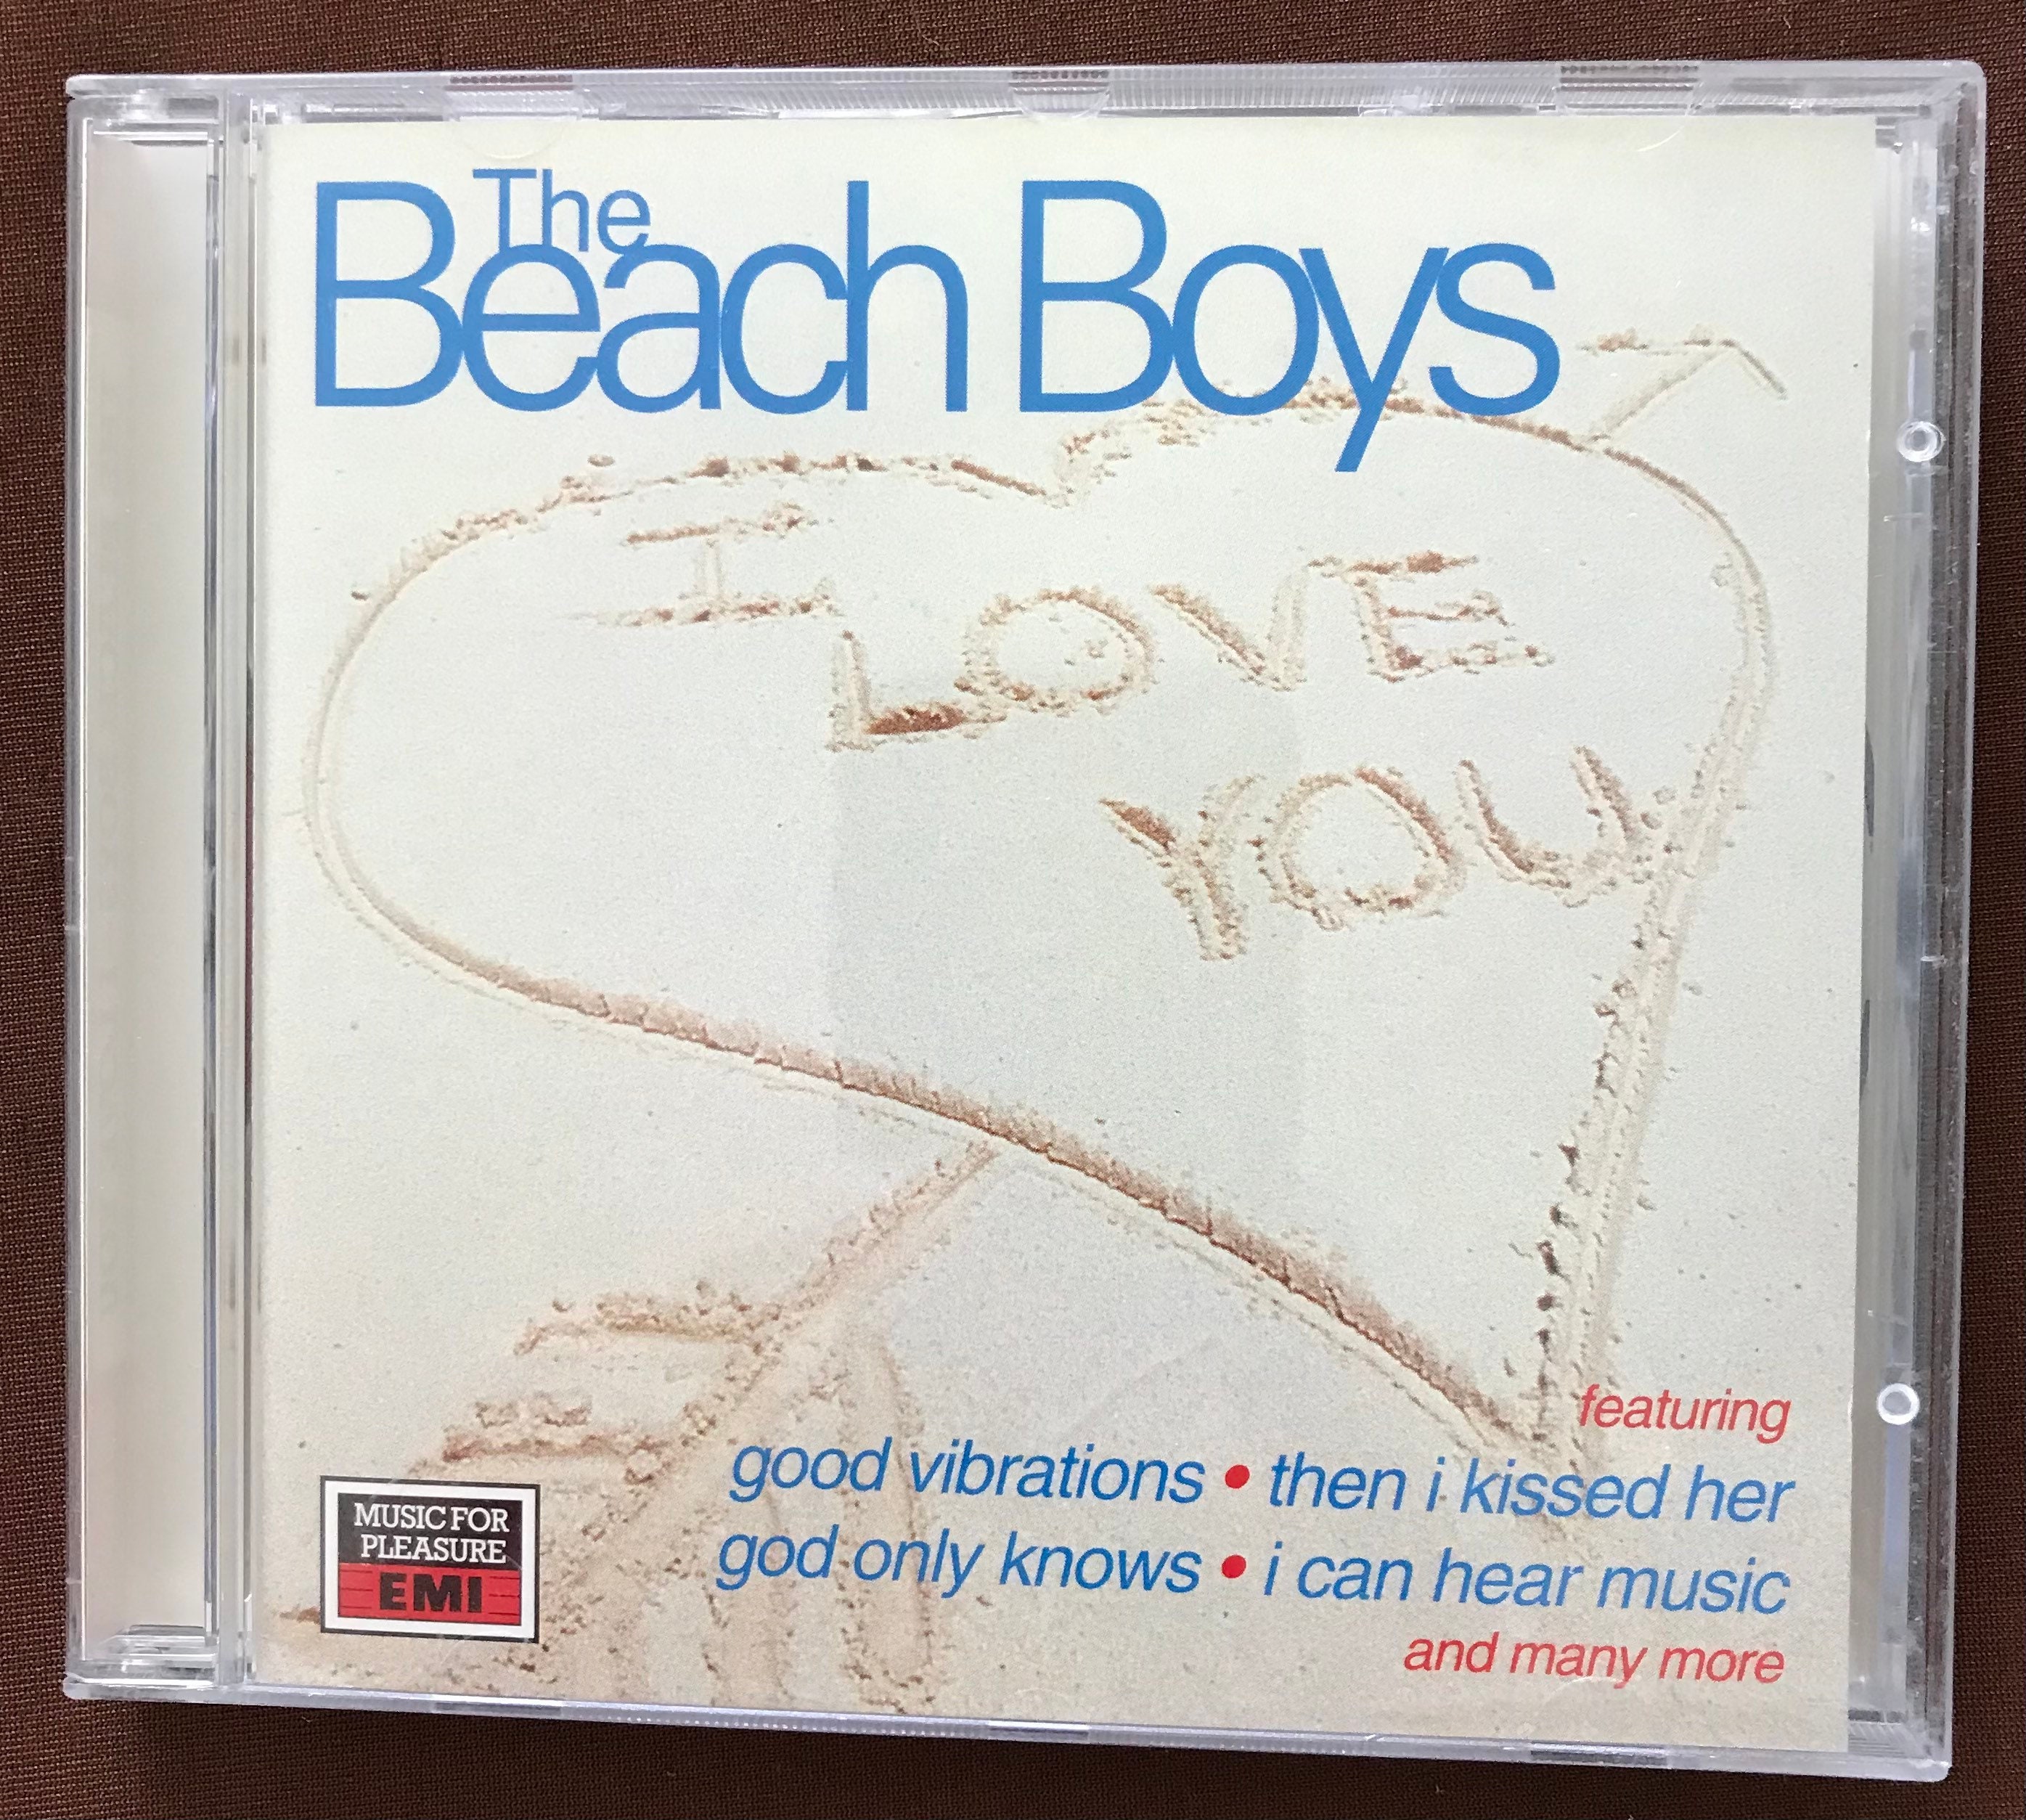 The
Beach Boys
I
LOVE
YOU
featuring
good vibrations • then i kissed her
god only knows • i can hear music
and many more
MUSIC FOR
PLEASURE
EMI